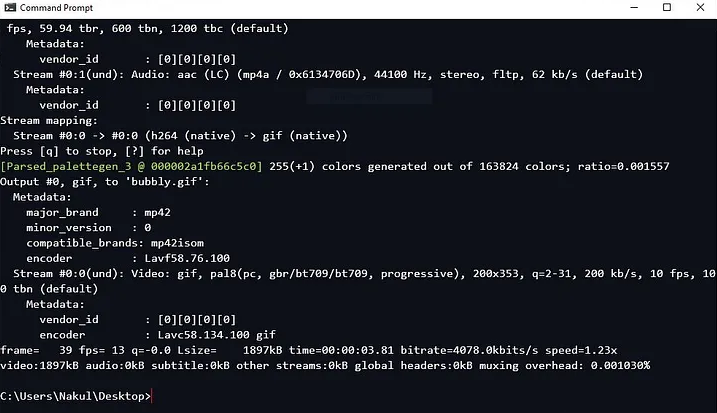 Command Prompt
fps, 59.94 tbr, 600 tbn, 1200 tbc (default)
Metadata:
vendor_id : [0][0][0][0]
Stream #0:1(und): Audio: aac (LC) (mp4a / 0x6134706D), 44100 Hz, stereo, fltp, 62 kb/s (default)
Metadata:
vendor_id : [0][0][0][0]
Stream mapping:
Stream #0:0 -> #0:0 (h264 (native) -> gif (native))
Press [q] to stop, [?] for help
[Parsed_palettegen_3 @ 000002a1fb66c5c0] 255(+1) colors generated out of 163824 colors; ratio=0.001557
Output #0, gif, to 'bubbly.gif':
Metadata:
major_brand : mp42
minor_version : 0
compatible_brands: mp42isom
encoder : Lavf58.76.100
Stream #0:0(und): Video: gif, pal8(pc, gbr/bt709/bt709, progressive), 200x353, q=2-31, 200 kb/s, 10 fps, 10
0 tbn (default)
Metadata:
vendor_id : [0][0][0][0]
encoder : Lavc58.134.100 gif
frame= 39 fps= 13 q=-0.0 Lsize= 1897kB time=00:00:03.81 bitrate=4078.0kbits/s speed=1.23x
video:1897kB audio:0kB subtitle:0kB other streams:0kB global headers:0kB muxing overhead: 0.001030%
C:\Users\Nakul\Desktop>